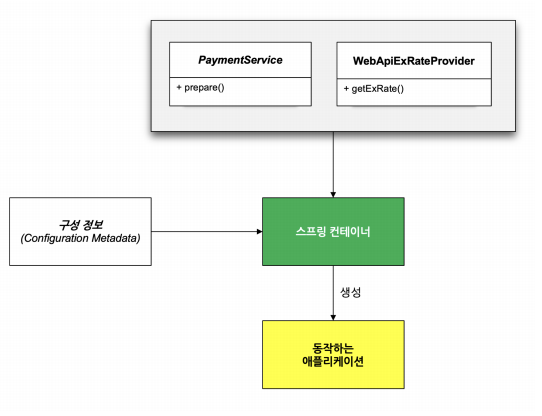 PaymentService
+ prepare()
WebApiExRateProvider
+ getExRate()
구성 정보
(Configuration Metadata)
스프링 컨테이너
생성
동작하는
애플리케이션